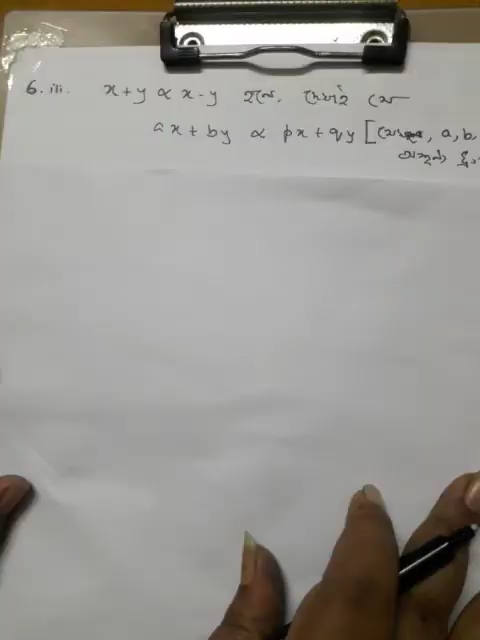 6. iii. x+y ∝ x-y হলে, দেখাই যে
ax + by ∝ px + qy [যেখানে, a, b